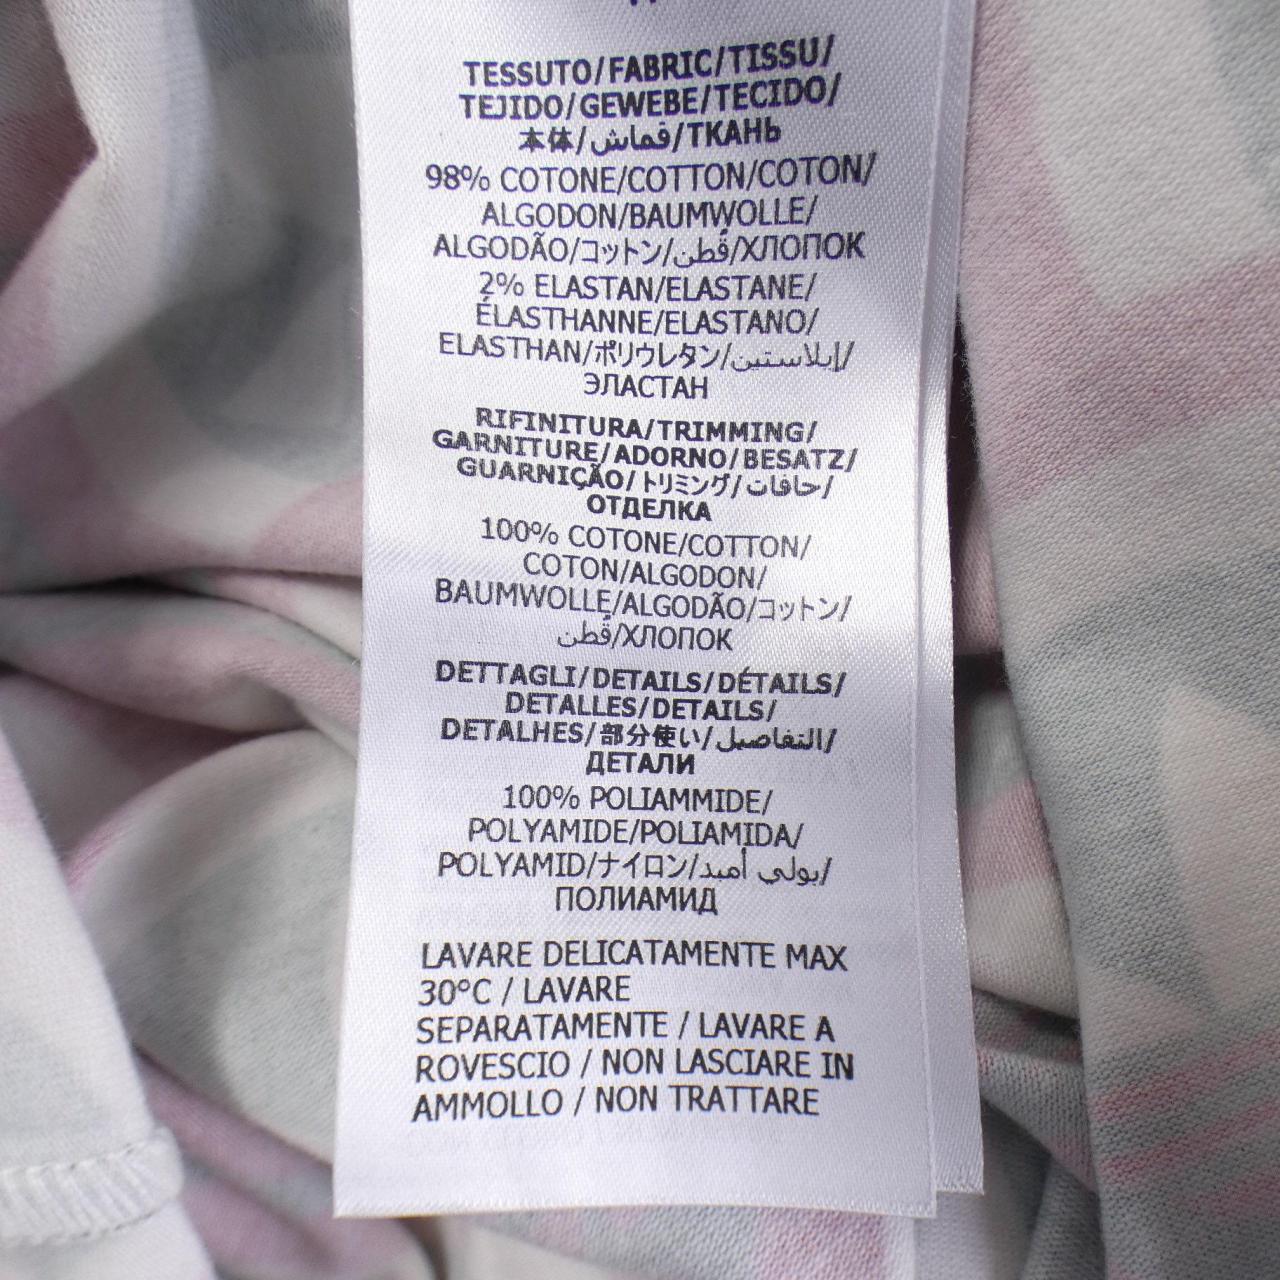 TESSUTO/FABRIC/TISSU/
TEJIDO/GEWEBE/TECIDO/
本体/قماش/ТКАНЬ
98% COTONE/COTTON/COTON/
ALGODON/BAUMWOLLE/
ALGODÃO/コットン/قُطن/ХЛОПОК
2% ELASTAN/ELASTANE/
ÉLASTHANNE/ELASTANO/
ELASTHAN/ポリウレタン/إيلاستين/
ЭЛАСТАН
RIFINITURA/TRIMMING/
GARNITURE/ADORNO/BESATZ/
GUARNIÇÃO/トリミング/حافات/
ОТДЕЛКА
100% COTONE/COTTON/
COTON/ALGODON/
BAUMWOLLE/ALGODÃO/コットン/
قُطن/ХЛОПОК
DETTAGLI/DETAILS/DÉTAILS/
DETALLES/DETAILS/
DETALHES/部分使い/التفاصيل/
ДЕТАЛИ
100% POLIAMMIDE/
POLYAMIDE/POLIAMIDA/
POLYAMID/ナイロン/بولي أميد/
ПОЛИАМИД
LAVARE DELICATAMENTE MAX
30°C / LAVARE
SEPARATAMENTE / LAVARE A
ROVESCIO / NON LASCIARE IN
AMMOLLO / NON TRATTARE